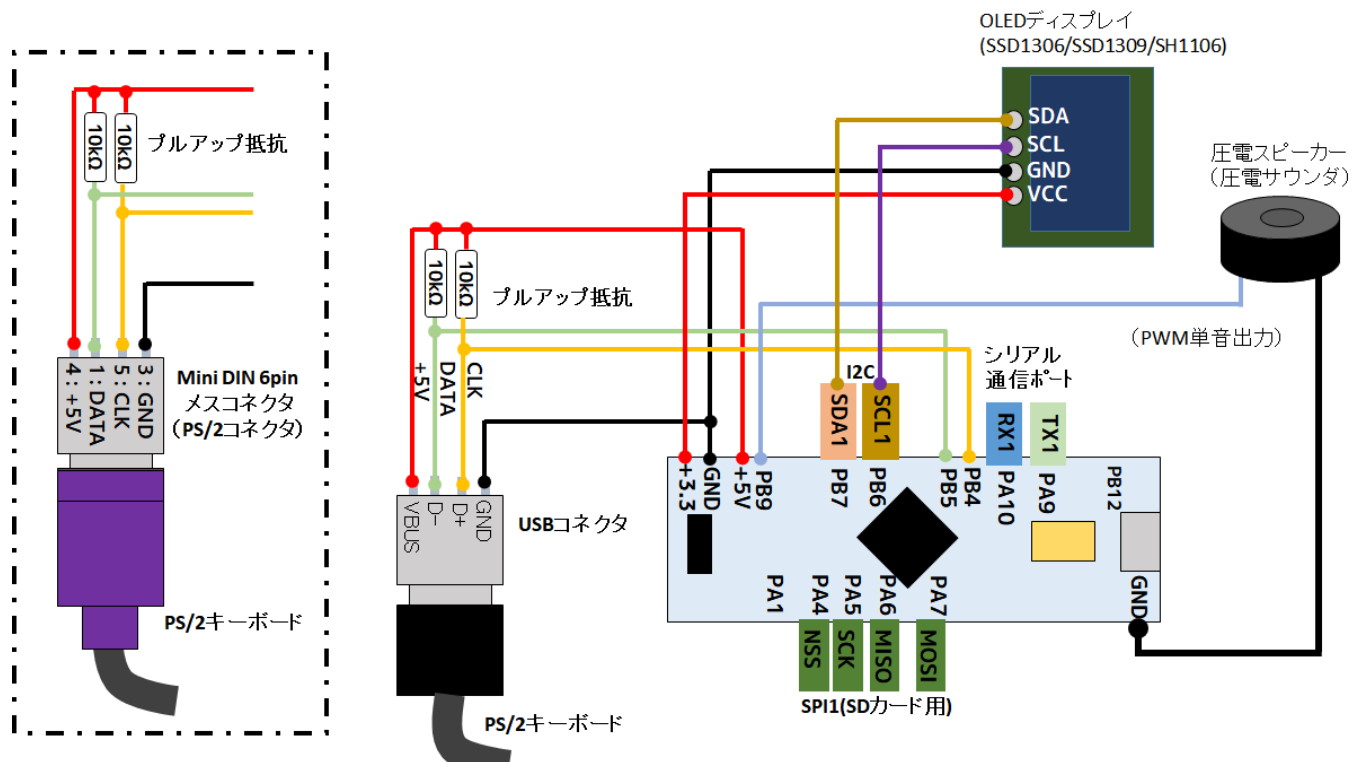 OLEDディスプレイ
(SSD1306/SSD1309/SH1106)
SDA
SCL
GND
VCC
圧電スピーカー
(圧電サウンダ)
(PWM単音出力)
10kΩ
10kΩ
プルアップ抵抗
4：+5V
1：DATA
5：CLK
3：GND
Mini DIN 6pin
メスコネクタ
(PS/2コネクタ)
PS/2キーボード
10kΩ
10kΩ
プルアップ抵抗
+5V
DATA
CLK
VBUS
D-
D+
GND
USBコネクタ
PS/2キーボード
I2C
SDA1
SCL1
シリアル
通信ポート
RX1
TX1
+3.3
GND
+5V
PB9
PB7
PB6
PB5
PB4
PA10
PA9
PB12
GND
PA1
PA4
PA5
PA6
PA7
NSS
SCK
MISO
MOSI
SPI1(SDカード用)